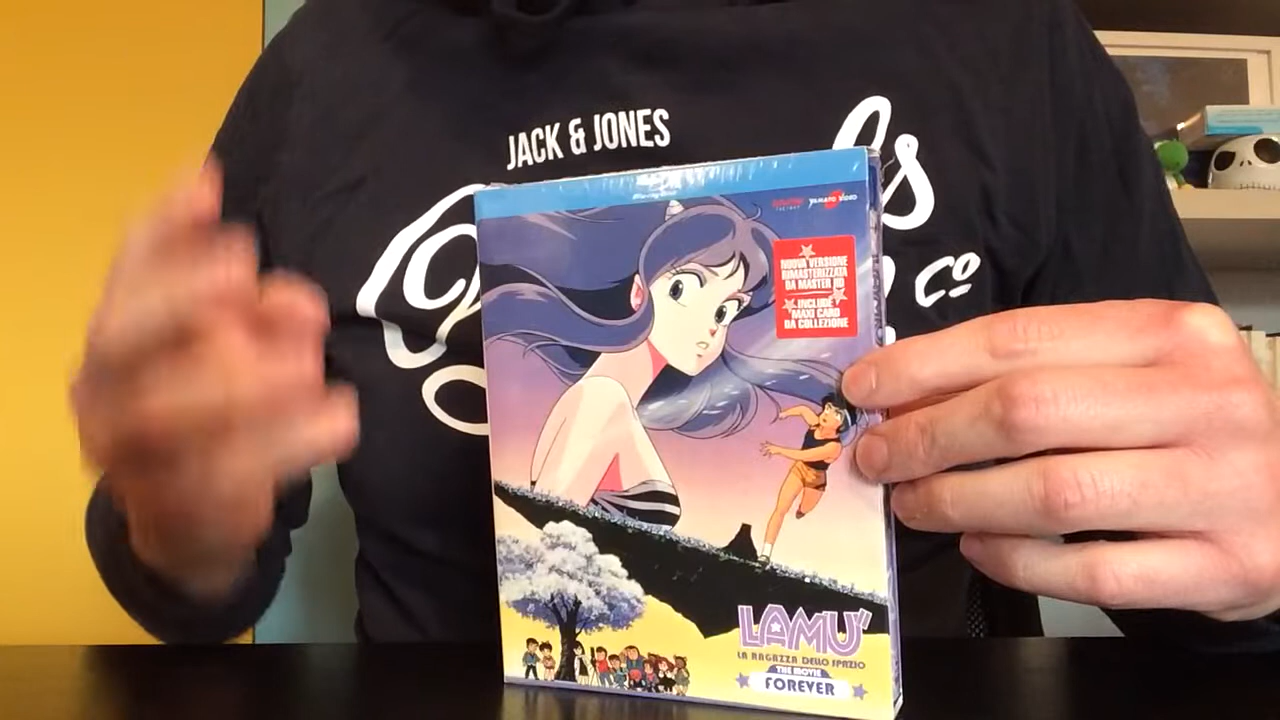 JACK & JONES
Co
YAMATO VIDEO
NUOVA VERSIONE
RIMASTERIZZATA
DA MASTER HD
INCLUDE
MAXI CARD
DA COLLEZIONE
LAMÙ
LA RAGAZZA DELLO SPAZIO
THE MOVIE
FOREVER